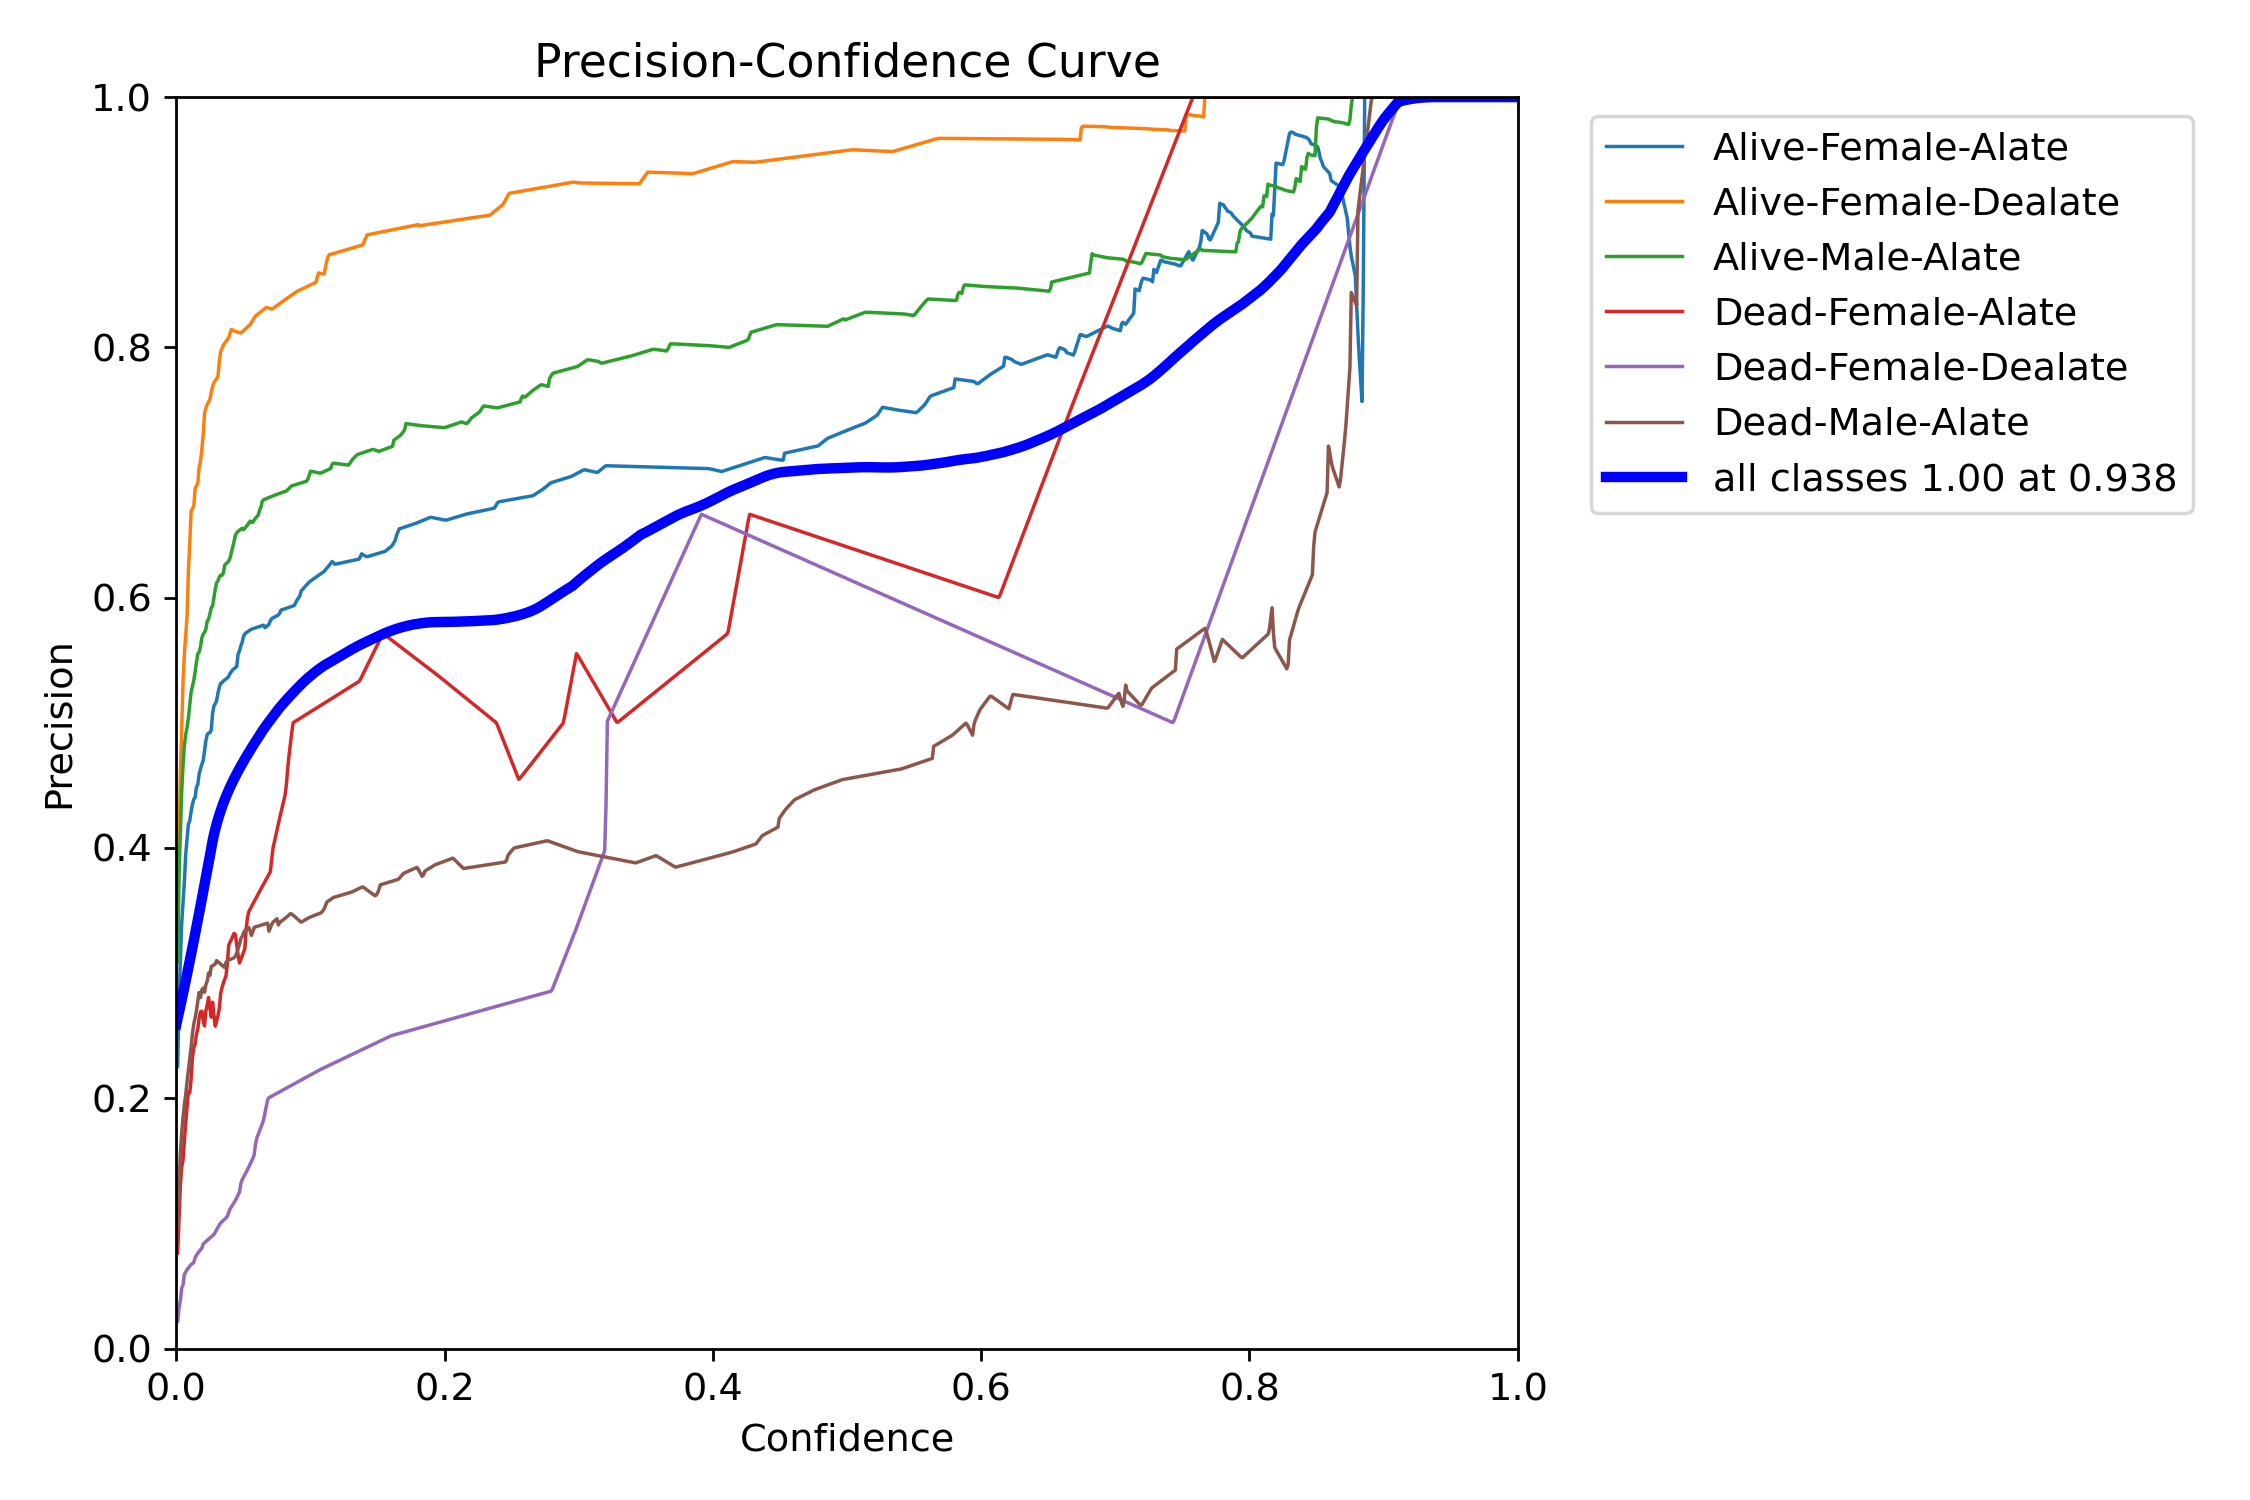 Precision-Confidence Curve
1.0
0.8
0.6
0.4
0.2
0.0
Precision
0.0 0.2 0.4 0.6 0.8 1.0
Confidence
Alive-Female-Alate
Alive-Female-Dealate
Alive-Male-Alate
Dead-Female-Alate
Dead-Female-Dealate
Dead-Male-Alate
all classes 1.00 at 0.938